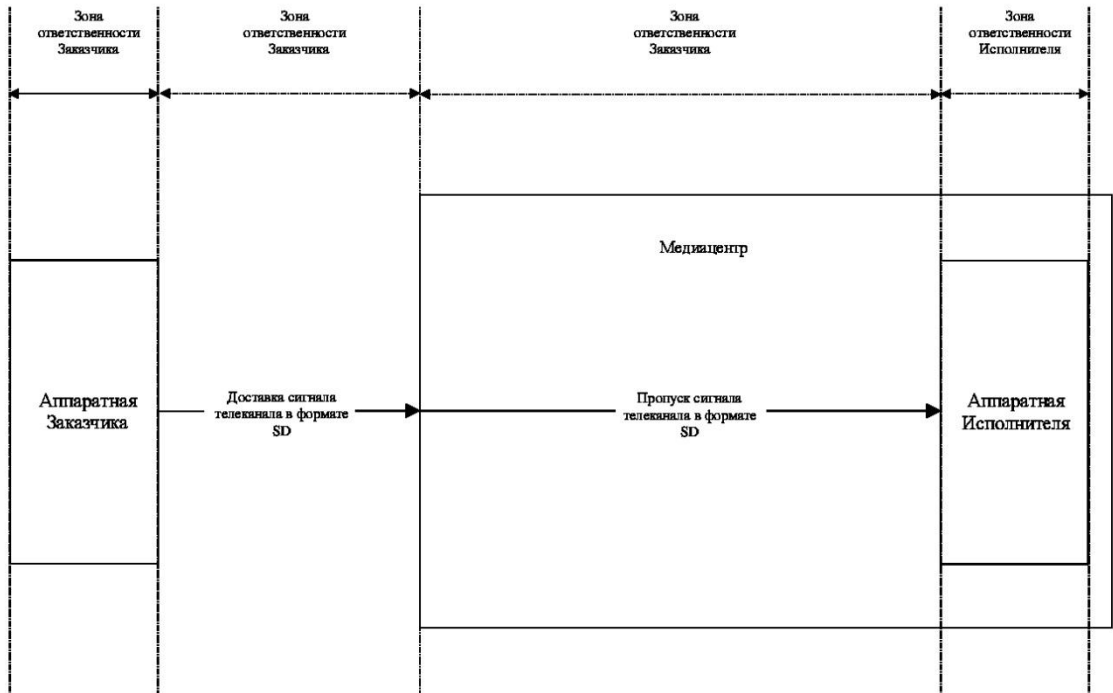 Зона
ответственности
Заказчика
Зона
ответственности
Заказчика
Зона
ответственности
Заказчика
Зона
ответственности
Исполнителя
Медиацентр
Аппаратная
Заказчика
Доставка сигнала
телеканала в формате
SD
Пропуск сигнала
телеканала в формате
SD
Аппаратная
Исполнителя